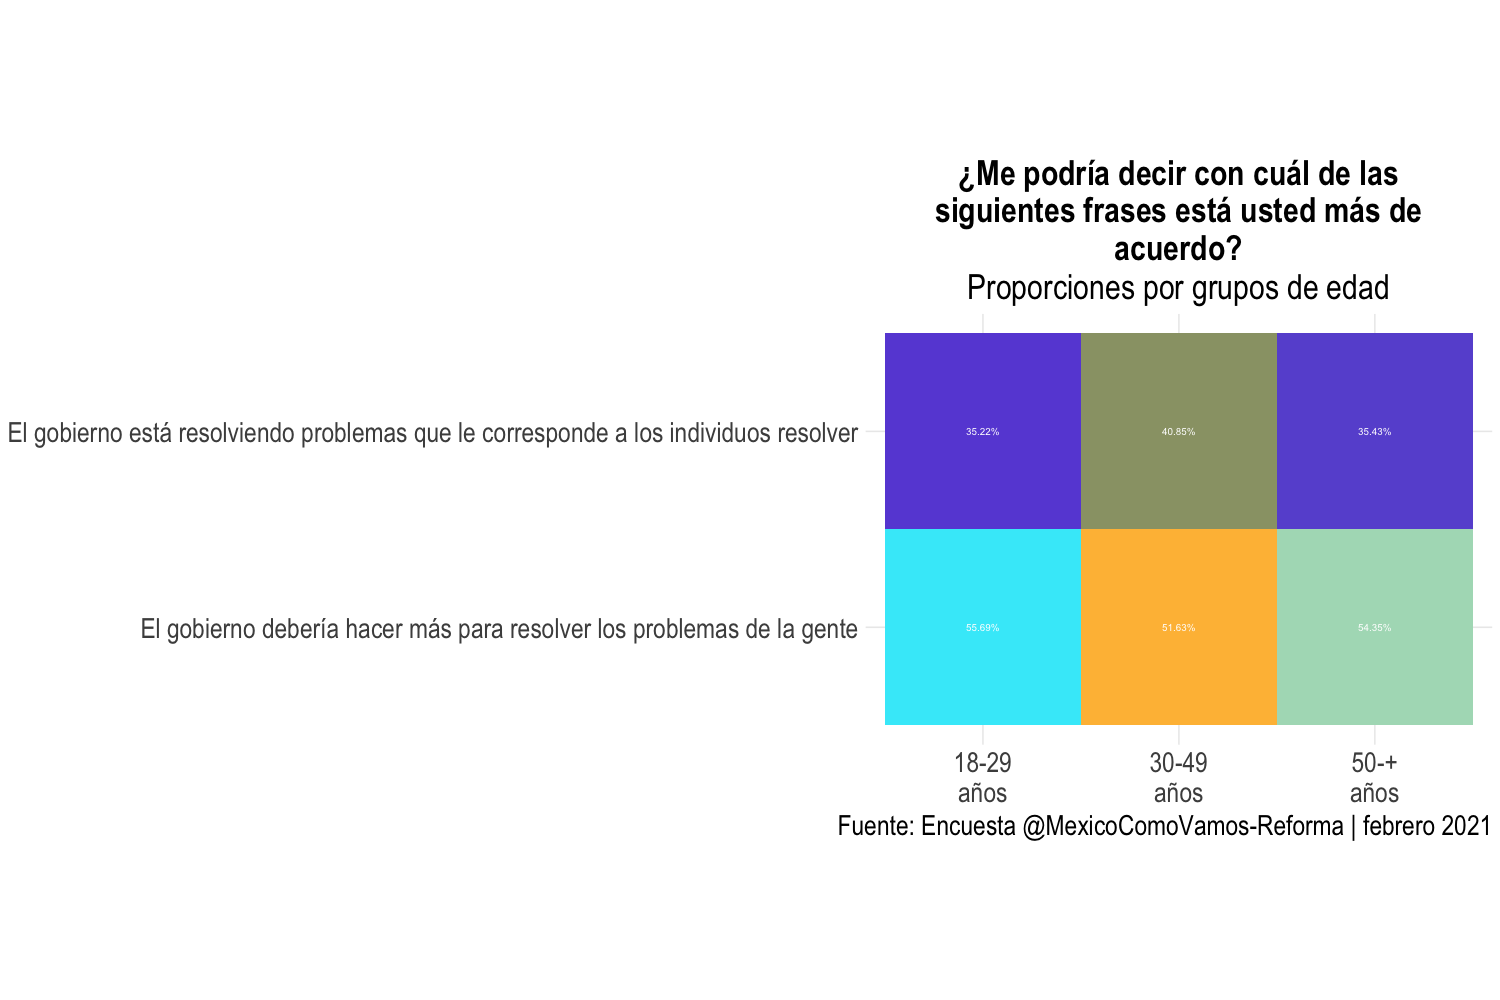 ¿Me podría decir con cuál de las
siguientes frases está usted más de
acuerdo?
Proporciones por grupos de edad
El gobierno está resolviendo problemas que le corresponde a los individuos resolver
35.22%
40.85%
35.43%
El gobierno debería hacer más para resolver los problemas de la gente
55.69%
51.63%
54.35%
18-29
años
30-49
años
50-+
años
Fuente: Encuesta @MexicoComoVamos-Reforma | febrero 2021